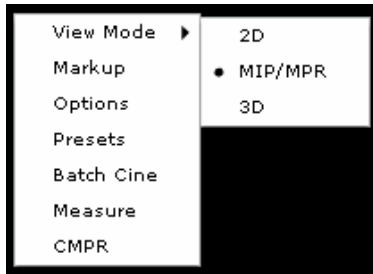 View Mode
Markup
Options
Presets
Batch Cine
Measure
CMPR
2D
MIP/MPR
3D